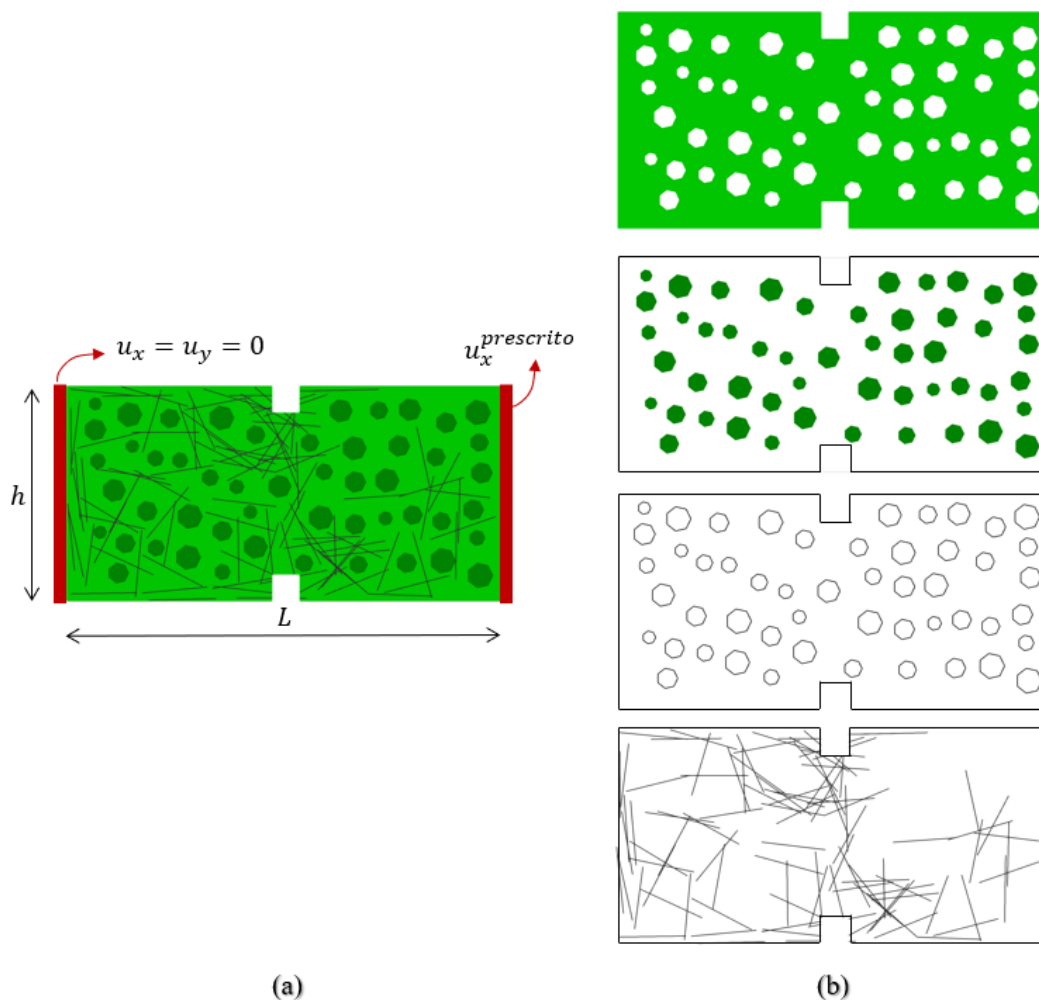 u_x = u_y = 0
u_x^{prescrito}
h
L
(a)
(b)